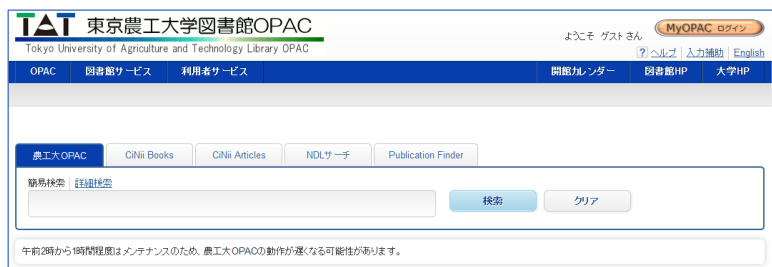 TAT 東京農工大学図書館OPAC
Tokyo University of Agriculture and Technology Library OPAC
ようこそ ゲスト さん MyOPAC ログイン
? ヘルプ 入力補助 English
OPAC 図書館サービス 利用者サービス 開館カレンダー 図書館HP 大学HP
農工大OPAC CiNii Books CiNii Articles NDLサーチ Publication Finder
簡易検索 詳細検索
検索 クリア
午前2時から1時間程度はメンテナンスのため、農工大OPACの動作が遅くなる可能性があります。